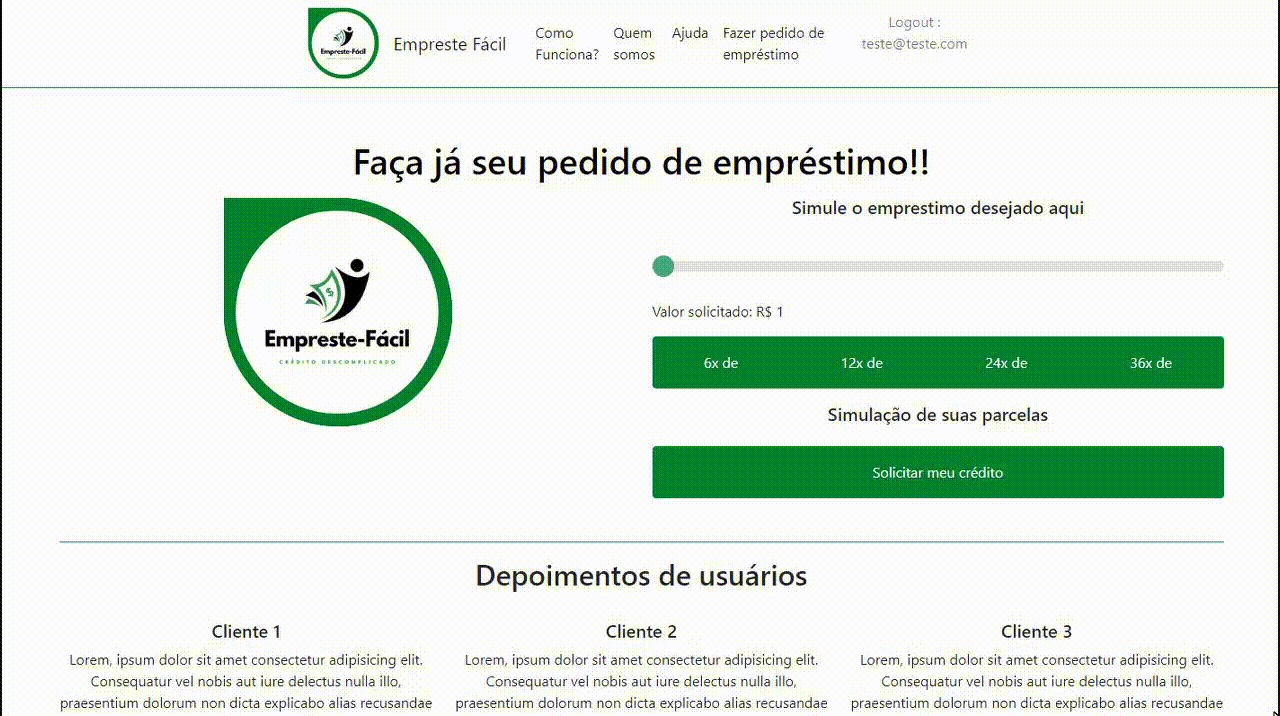 Empreste-Fácil
Empreste Fácil
Como
Funciona?
Quem
somos
Ajuda
Fazer pedido de
empréstimo
Logout :
teste@teste.com
Faça já seu pedido de empréstimo!!
Empreste-Fácil
CRÉDITO DESCOMPLICADO
Simule o emprestimo desejado aqui
Valor solicitado: R$ 1
6x de
12x de
24x de
36x de
Simulação de suas parcelas
Solicitar meu crédito
Depoimentos de usuários
Cliente 1
Lorem, ipsum dolor sit amet consectetur adipisicing elit.
Consequatur vel nobis aut iure delectus nulla illo,
praesentium dolorum non dicta explicabo alias recusandae
Cliente 2
Lorem, ipsum dolor sit amet consectetur adipisicing elit.
Consequatur vel nobis aut iure delectus nulla illo,
praesentium dolorum non dicta explicabo alias recusandae
Cliente 3
Lorem, ipsum dolor sit amet consectetur adipisicing elit.
Consequatur vel nobis aut iure delectus nulla illo,
praesentium dolorum non dicta explicabo alias recusandae